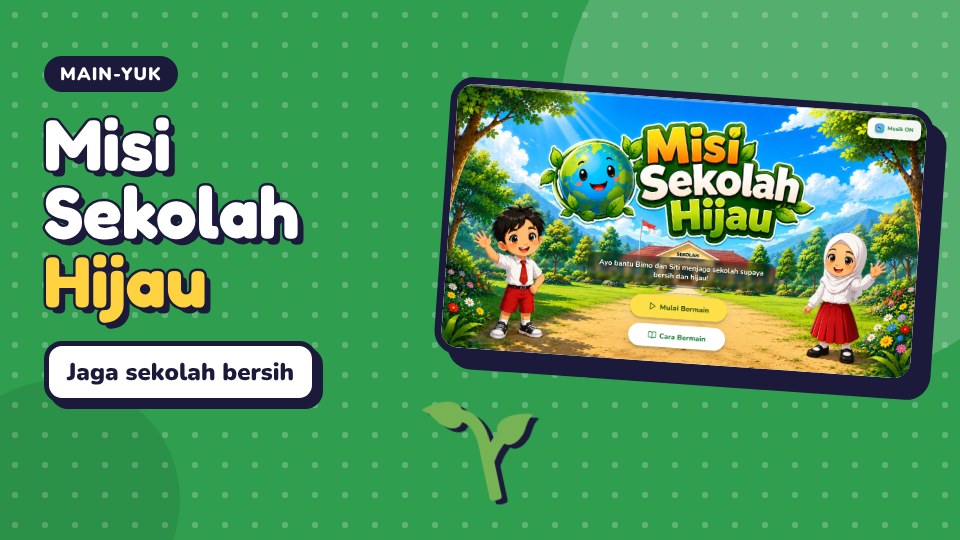 MAIN-YUK
Misi
Sekolah
Hijau
Jaga sekolah bersih
Musik ON
Misi
Sekolah
Hijau
SEKOLAH
Ayo bantu Bimo dan Siti menjaga sekolah supaya
bersih dan hijau!
Mulai Bermain
Cara Bermain